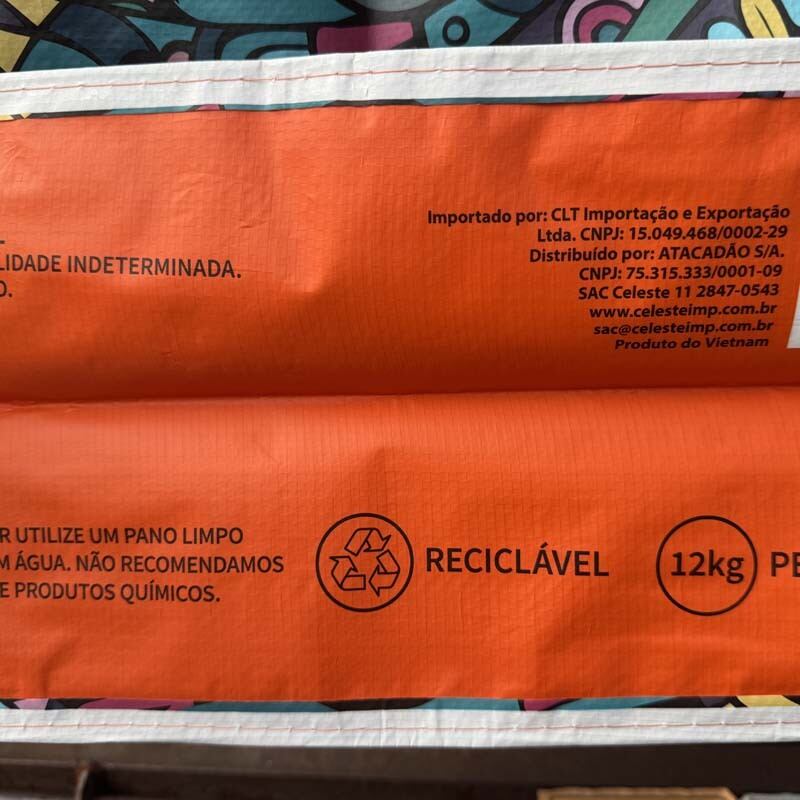 LIDADE INDETERMINADA.
O.
Importado por: CLT Importação e Exportação
Ltda. CNPJ: 15.049.468/0002-29
Distribuído por: ATACADÃO S/A.
CNPJ: 75.315.333/0001-09
SAC Celeste 11 2847-0543
www.celesteimp.com.br
sac@celesteimp.com.br
Produto do Vietnam
R UTILIZE UM PANO LIMPO
M ÁGUA. NÃO RECOMENDAMOS
E PRODUTOS QUÍMICOS.
RECICLÁVEL
12kg
PE